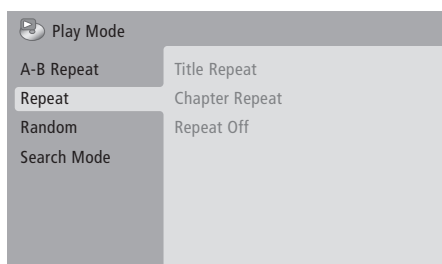 Play Mode
A-B Repeat
Repeat
Random
Search Mode
Title Repeat
Chapter Repeat
Repeat Off